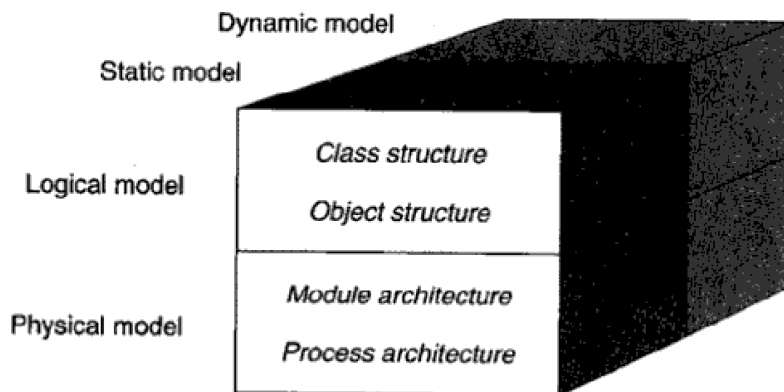 Dynamic model
Static model
Class structure
Logical model
Object structure
Module architecture
Physical model
Process architecture